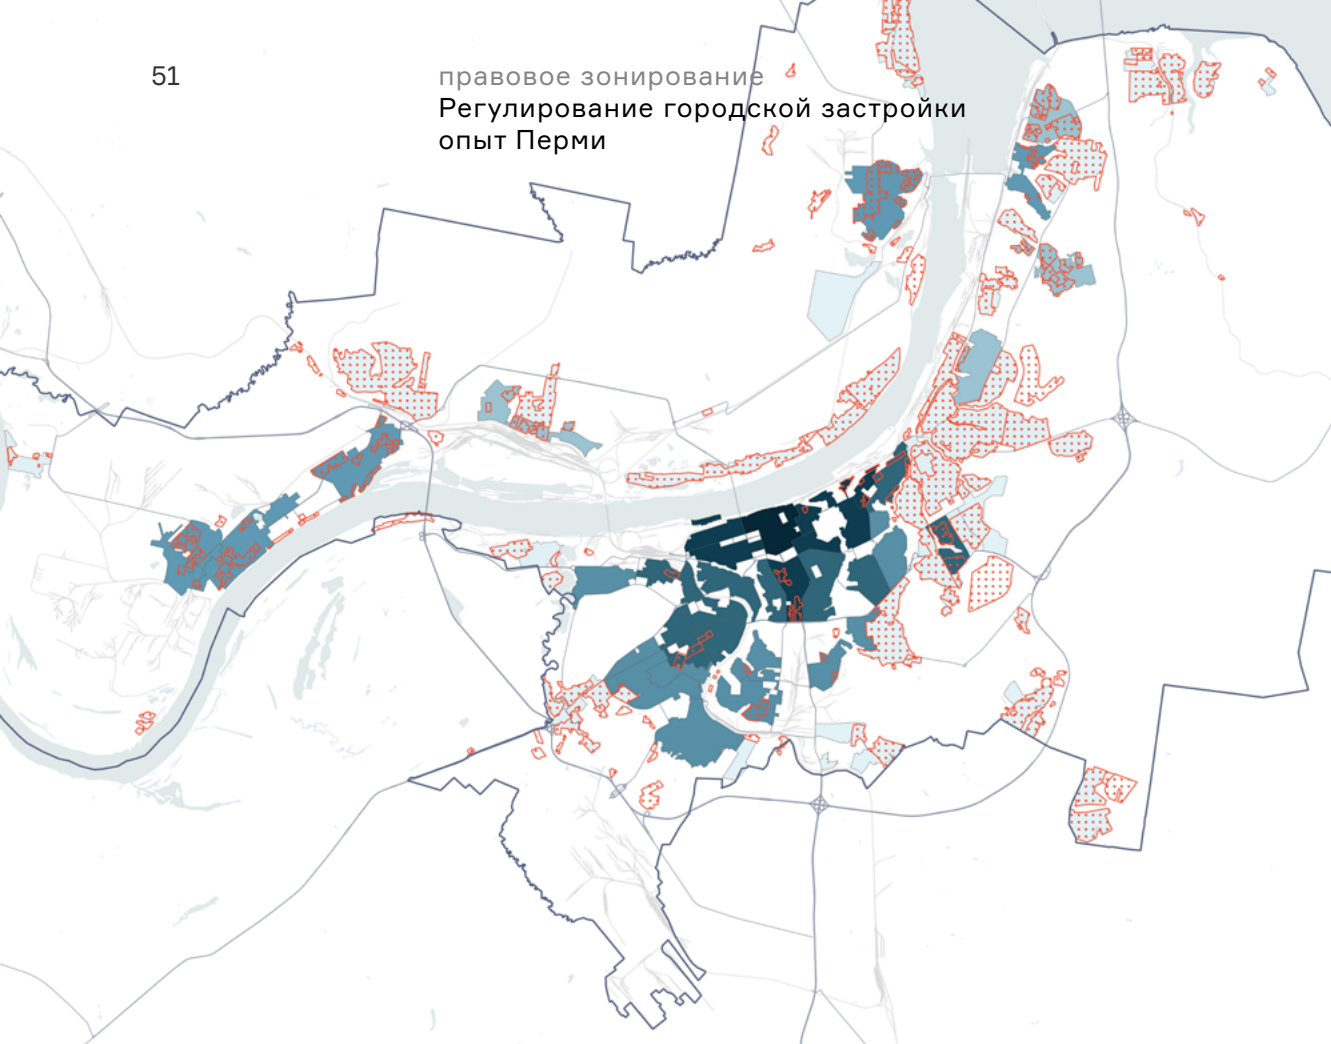 51
правовое зонирование
Регулирование городской застройки
опыт Перми